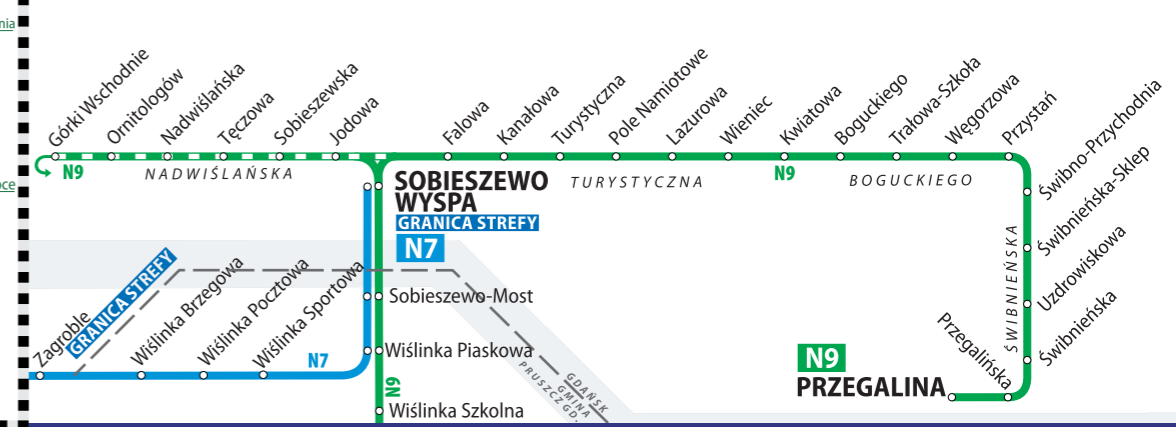 nia
Górki Wschodnie
Ornitologów
Nadwiślańska
Tęczowa
Sobieszewska
Jodowa
Falowa
Kanałowa
Turystyczna
Pole Namiotowe
Lazurowa
Wieniec
Kwiatowa
Boguckiego
Trałowa-Szkoła
Węgorzowa
Przystań
Świbno-Przychodnia
Świbnieńska-Sklep
Uzdrowiskowa
Świbnieńska
N9
NADWIŚLAŃSKA
oce
SOBIESZEWO
WYSPA
GRANICA STREFY
N7
TURYSTYCZNA
N9
BOGUCKIEGO
ŚWIBNIEŃSKA
GRANICA STREFY
Zagroble
Wiślinka Brzegowa
Wiślinka Pocztowa
Wiślinka Sportowa
N7
Sobieszewo-Most
Wiślinka Piaskowa
N9
Wiślinka Szkolna
GDAŃSK
GMINA
PRUSZCZ GD.
Przegalińska
N9
PRZEGALINA